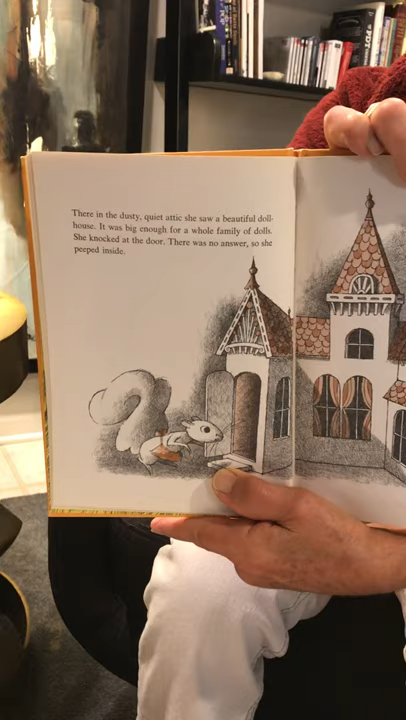 There in the dusty, quiet attic she saw a beautiful doll-
house. It was big enough for a whole family of dolls.
She knocked at the door. There was no answer, so she
peeped inside.